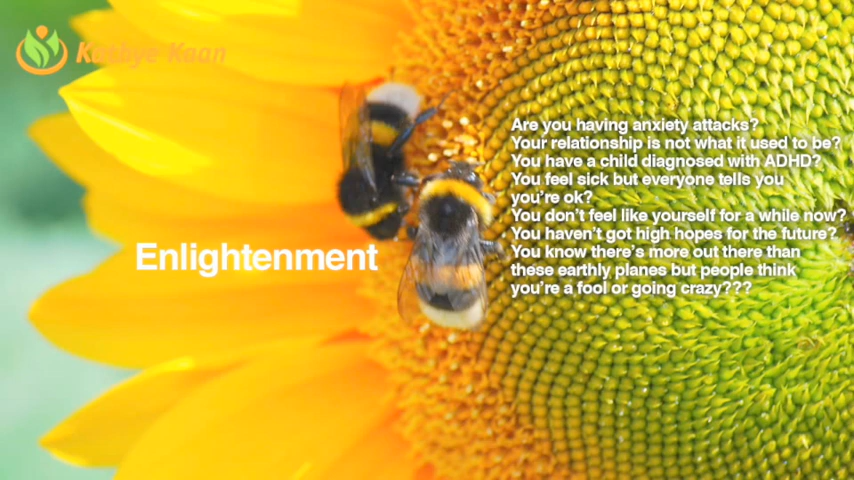 Kathye Kaan
Are you having anxiety attacks?
Your relationship is not what it used to be?
You have a child diagnosed with ADHD?
You feel sick but everyone tells you
you're ok?
You don't feel like yourself for a while now?
You haven't got high hopes for the future?
You know there's more out there than
these earthly planes but people think
you're a fool or going crazy???
Enlightenment